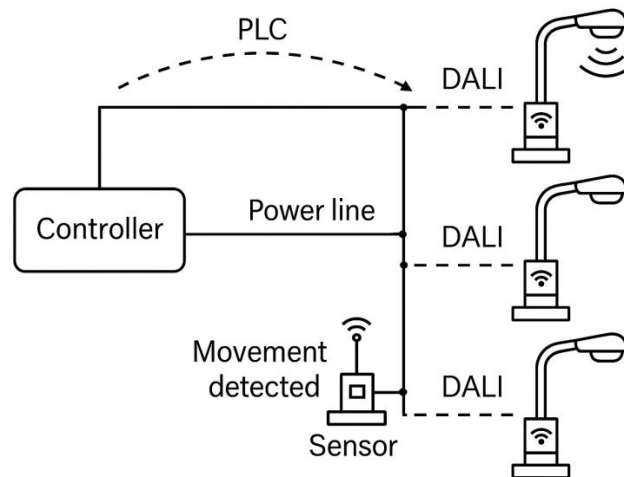 PLC
DALI
Controller
Power line
DALI
Movement
detected
DALI
Sensor